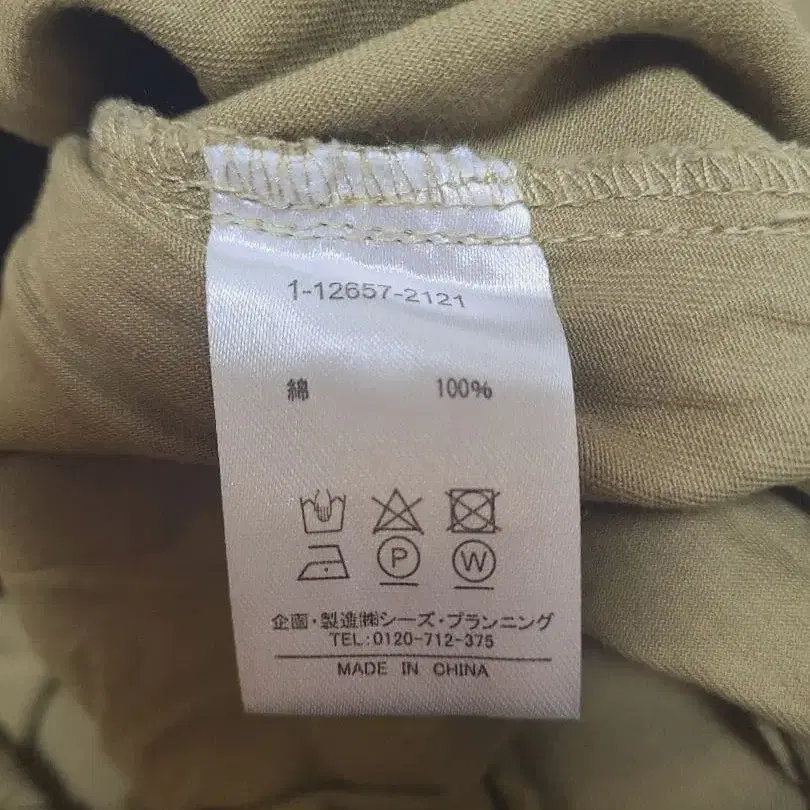 1-12657-2121
綿 100%
P W
企画・製造㈱シーズ・プランニング
TEL:0120-712-375
MADE IN CHINA